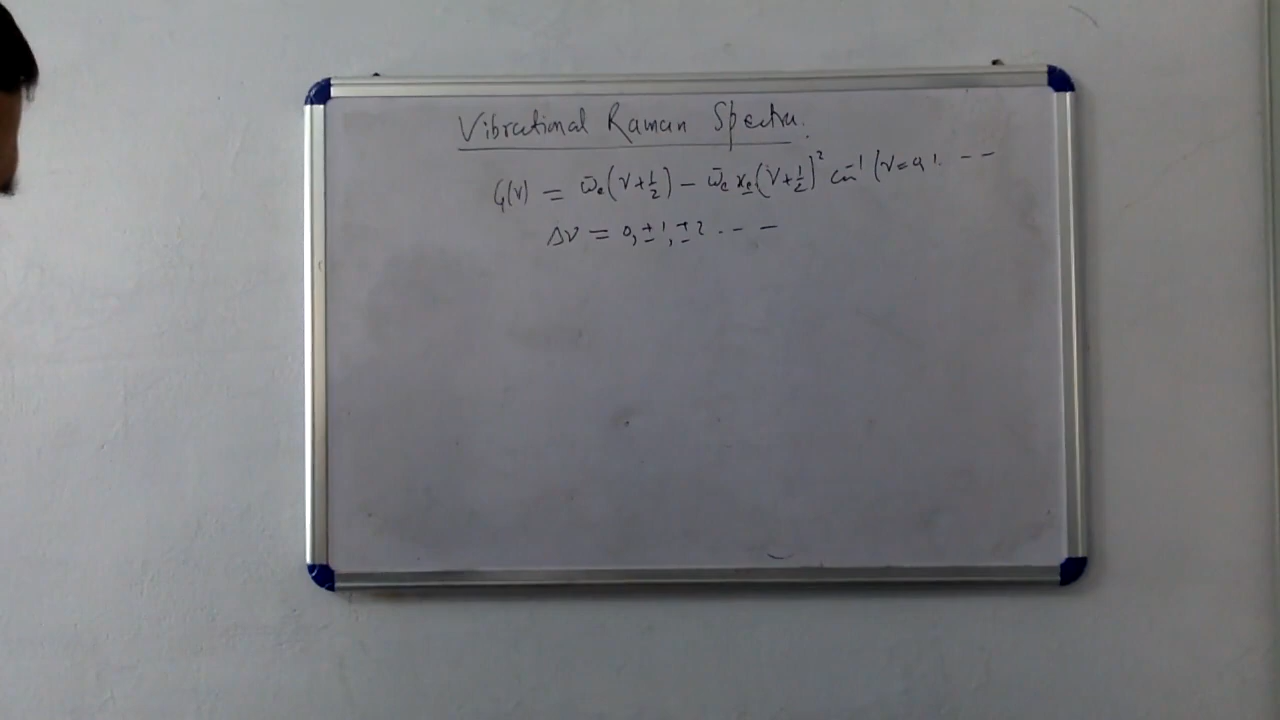 Vibrational Raman Spectra.
G(v) = ω̄e(v+1/2) − ω̄e xe(v+1/2)² cm⁻¹ (v=0,1. --
Δv = 0, ±1, ±2 . - - -